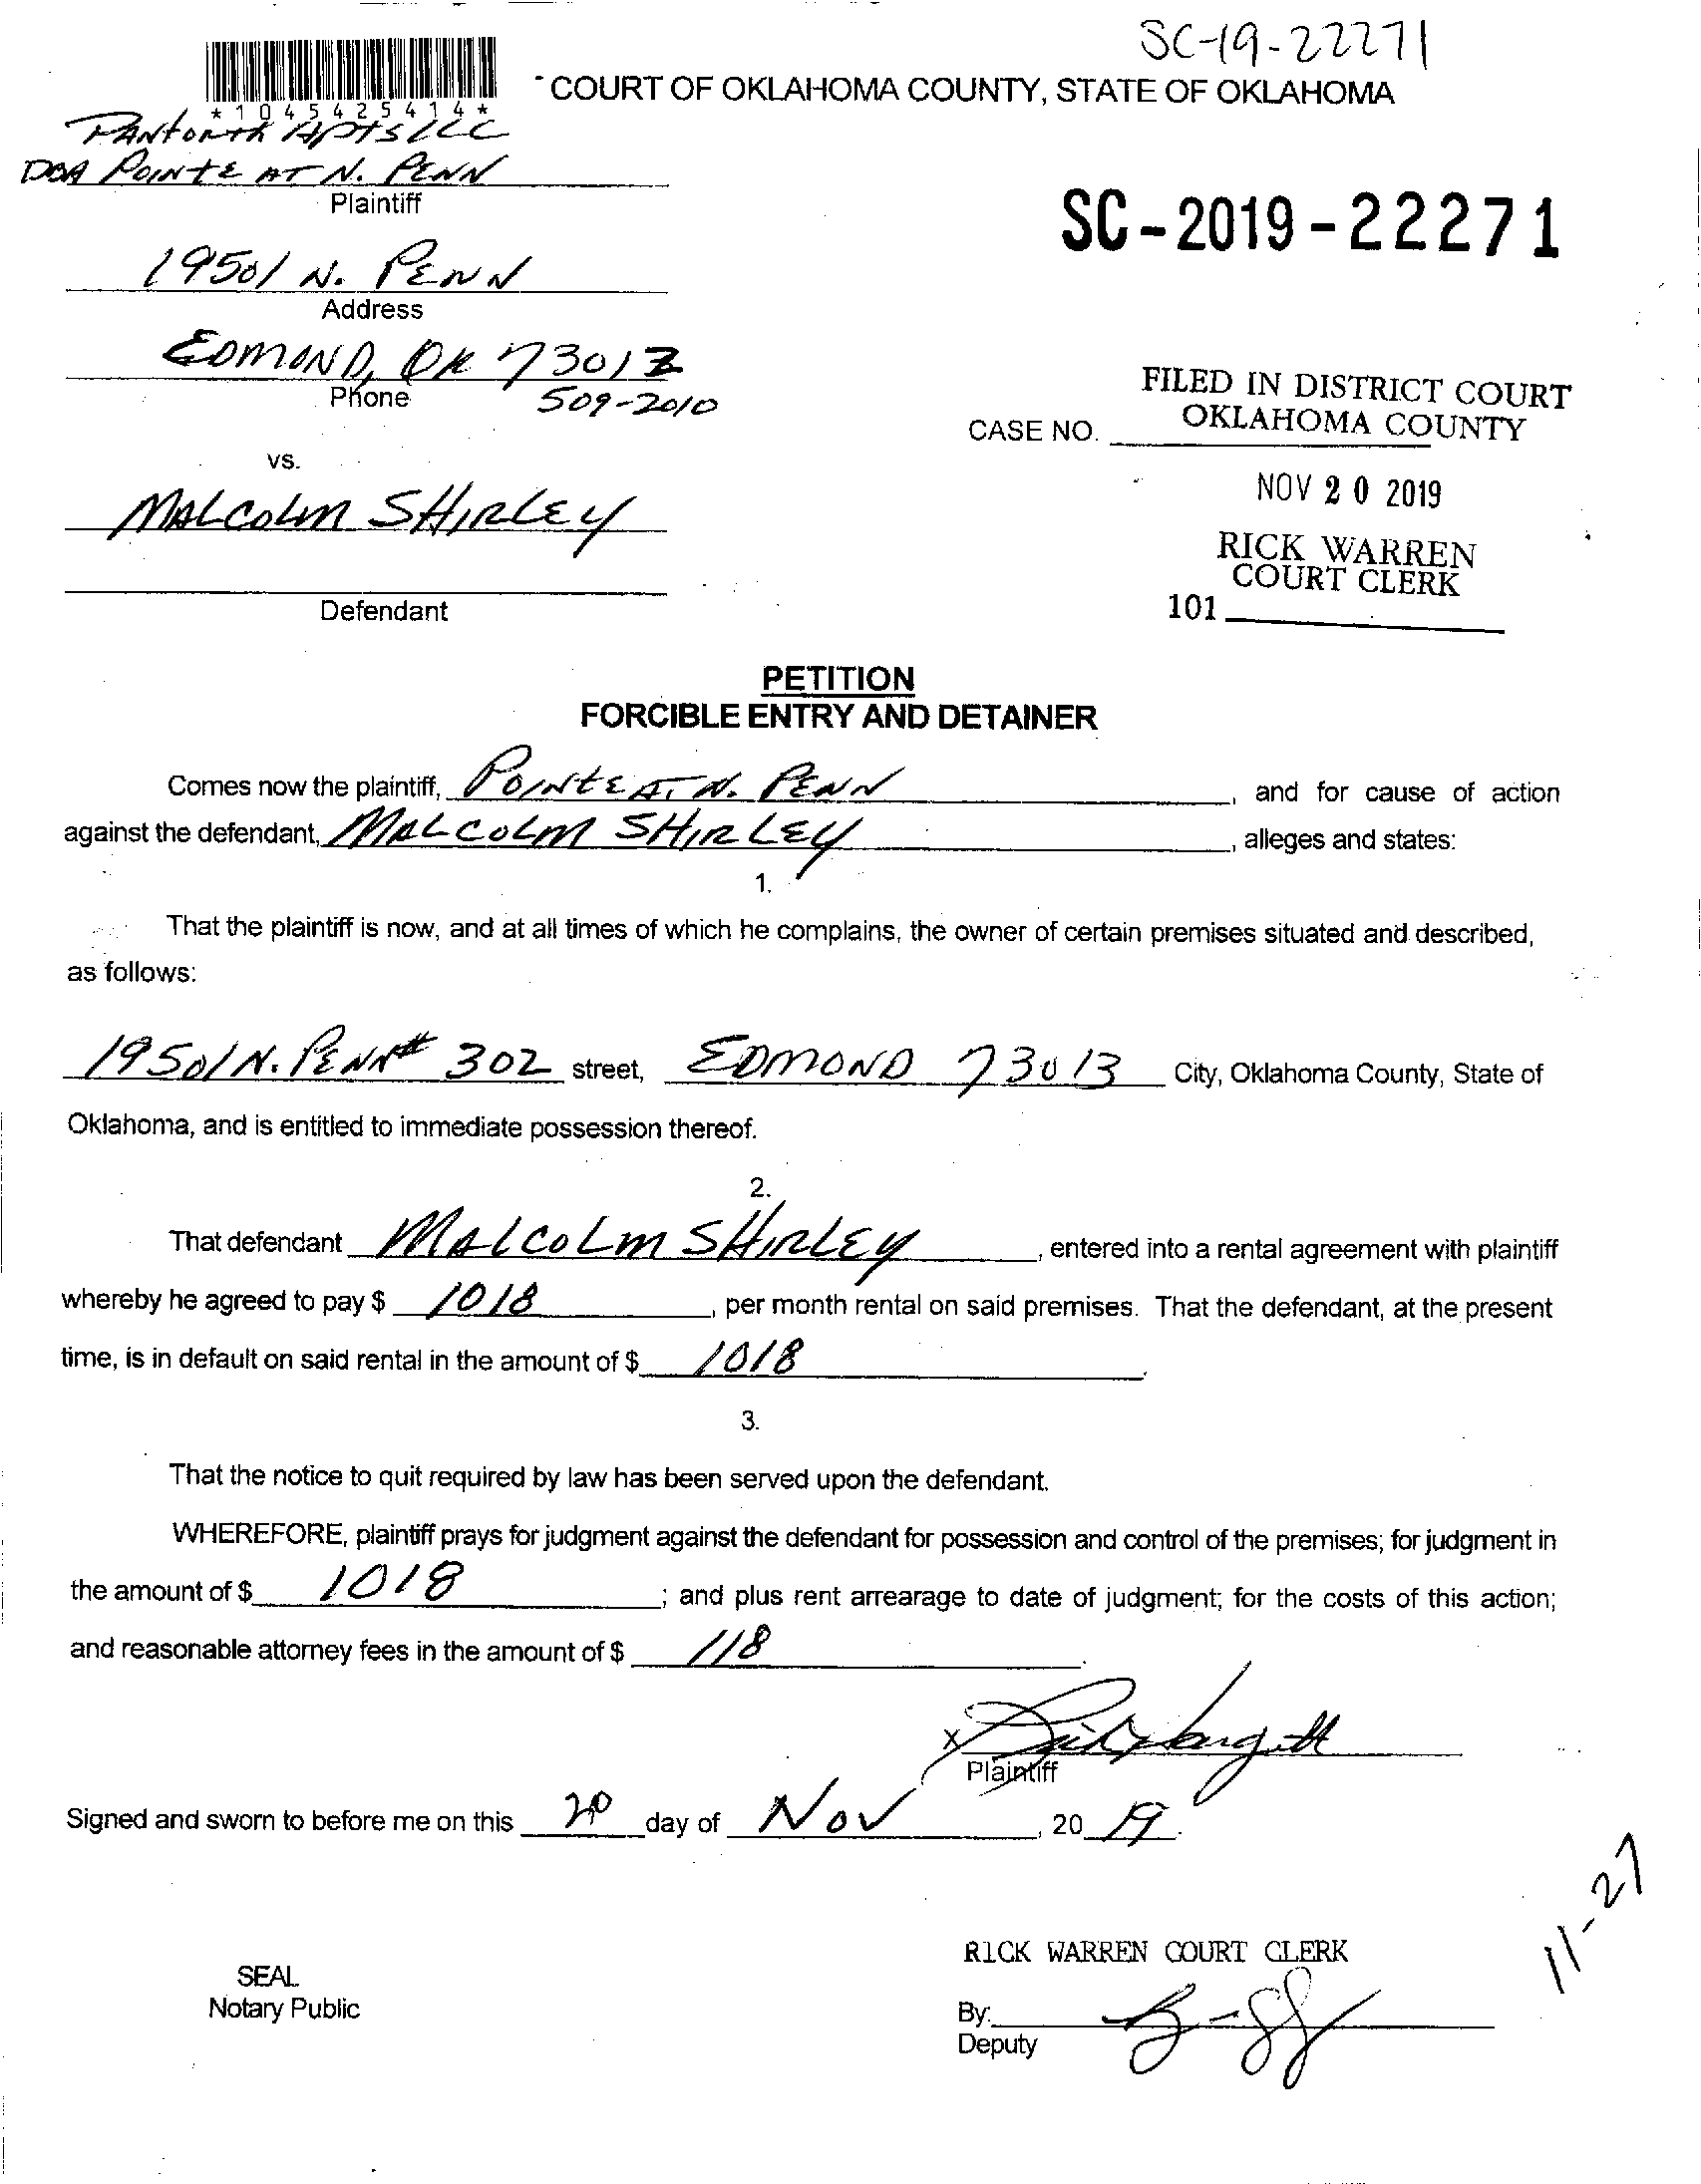 SC-19-22271
COURT OF OKLAHOMA COUNTY, STATE OF OKLAHOMA
*1045425414*
APTS LLC
DBA POINTE AT N. PENN
Plaintiff
SC-2019-22271
19501 N. PENN
Address
EDMOND, OK 73013
Phone 509-2010
FILED IN DISTRICT COURT
OKLAHOMA COUNTY
CASE NO.
vs.
NOV 20 2019
MALCOLM SHIRLEY
RICK WARREN
COURT CLERK
101
Defendant
PETITION
FORCIBLE ENTRY AND DETAINER
Comes now the plaintiff, POINTE AT N. PENN, and for cause of action
against the defendant, MALCOLM SHIRLEY, alleges and states:
1.
That the plaintiff is now, and at all times of which he complains, the owner of certain premises situated and described,
as follows:
19501 N. PENN # 302 street, EDMOND 73013 City, Oklahoma County, State of
Oklahoma, and is entitled to immediate possession thereof.
2.
That defendant MALCOLM SHIRLEY, entered into a rental agreement with plaintiff
whereby he agreed to pay $ 1018, per month rental on said premises. That the defendant, at the present
time, is in default on said rental in the amount of $ 1018.
3.
That the notice to quit required by law has been served upon the defendant.
WHEREFORE, plaintiff prays for judgment against the defendant for possession and control of the premises; for judgment in
the amount of $ 1018; and plus rent arrearage to date of judgment; for the costs of this action;
and reasonable attorney fees in the amount of $ 118.
X
Plaintiff
Signed and sworn to before me on this 20 day of Nov, 20 19.
11-27
RICK WARREN COURT CLERK
SEAL
Notary Public
By:
Deputy